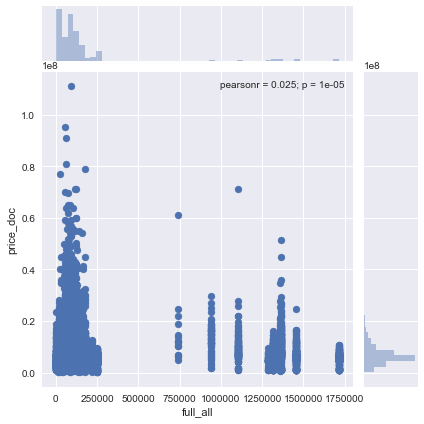 1e8
1e8
pearsonr = 0.025; p = 1e-05
1.0
0.8
0.6
0.4
0.2
0.0
price_doc
0 250000 500000 750000 1000000 1250000 1500000 1750000
full_all